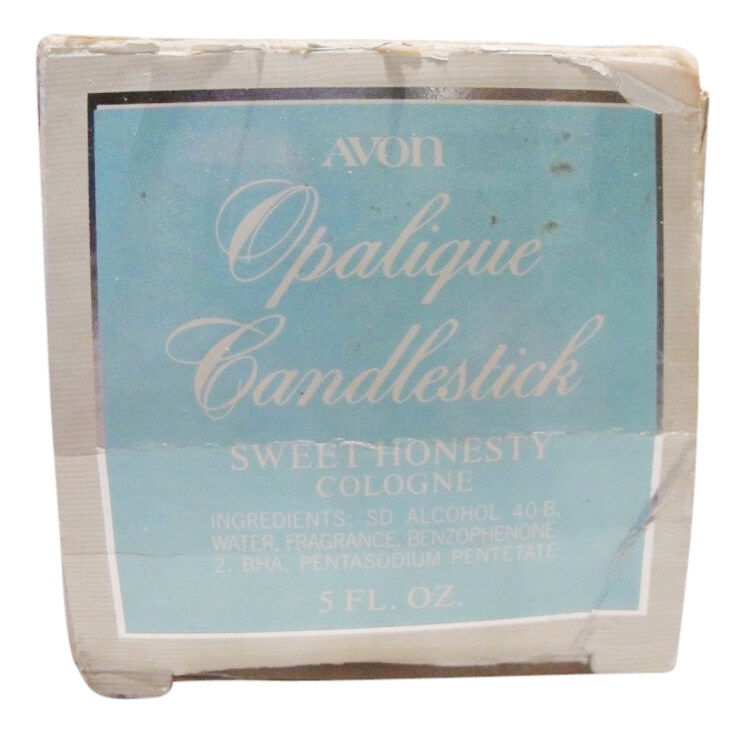 AVON
Opalique
Candlestick
SWEET HONESTY
COLOGNE
INGREDIENTS: SD ALCOHOL 40-B,
WATER, FRAGRANCE, BENZOPHENONE
2, BHA, PENTASODIUM PENTETATE
5 FL. OZ.